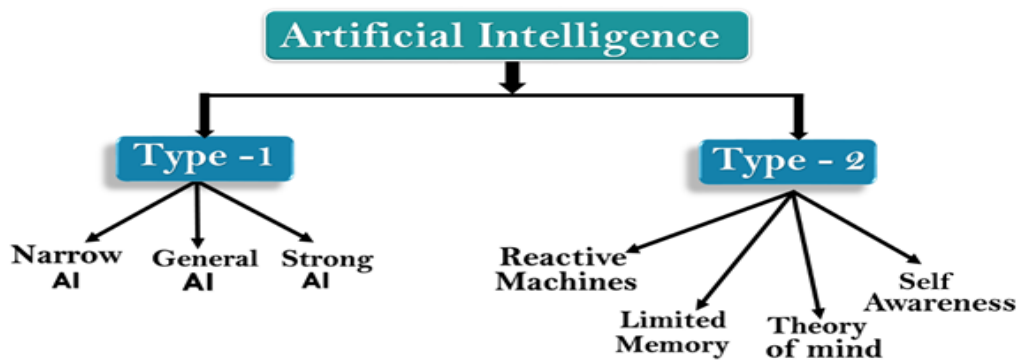 Artificial Intelligence
Type -1
Type - 2
Narrow
AI
General
AI
Strong
AI
Reactive
Machines
Limited
Memory
Theory
of mind
Self
Awareness